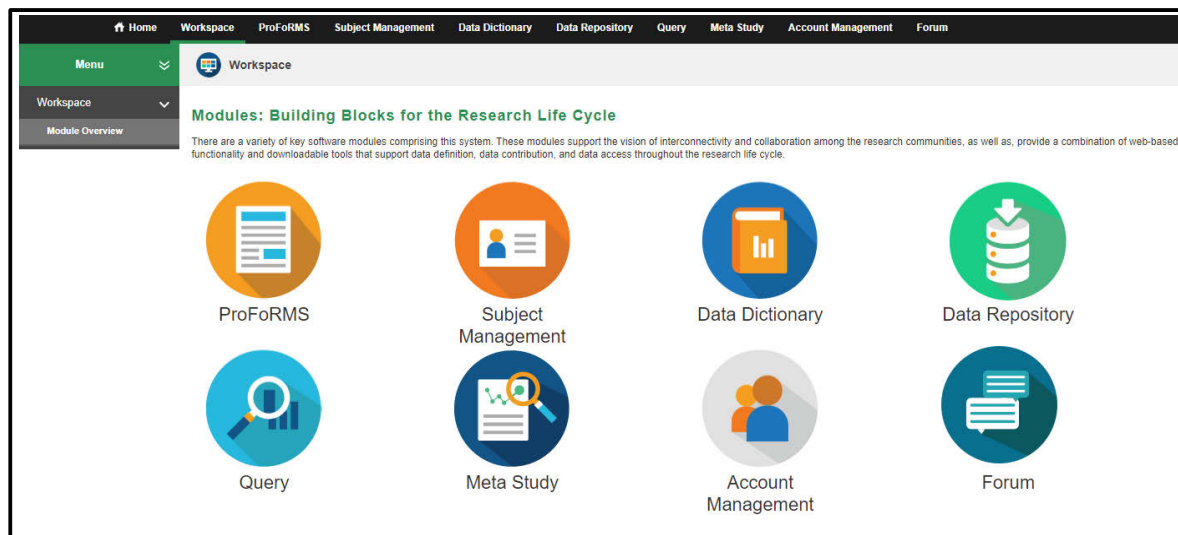 Home Workspace ProFoRMS Subject Management Data Dictionary Data Repository Query Meta Study Account Management Forum
Menu
Workspace
Workspace
Module Overview
Modules: Building Blocks for the Research Life Cycle
There are a variety of key software modules comprising this system. These modules support the vision of interconnectivity and collaboration among the research communities, as well as, provide a combination of web-based
functionality and downloadable tools that support data definition, data contribution, and data access throughout the research life cycle.
ProFoRMS
Subject
Management
Data Dictionary
Data Repository
Query
Meta Study
Account
Management
Forum